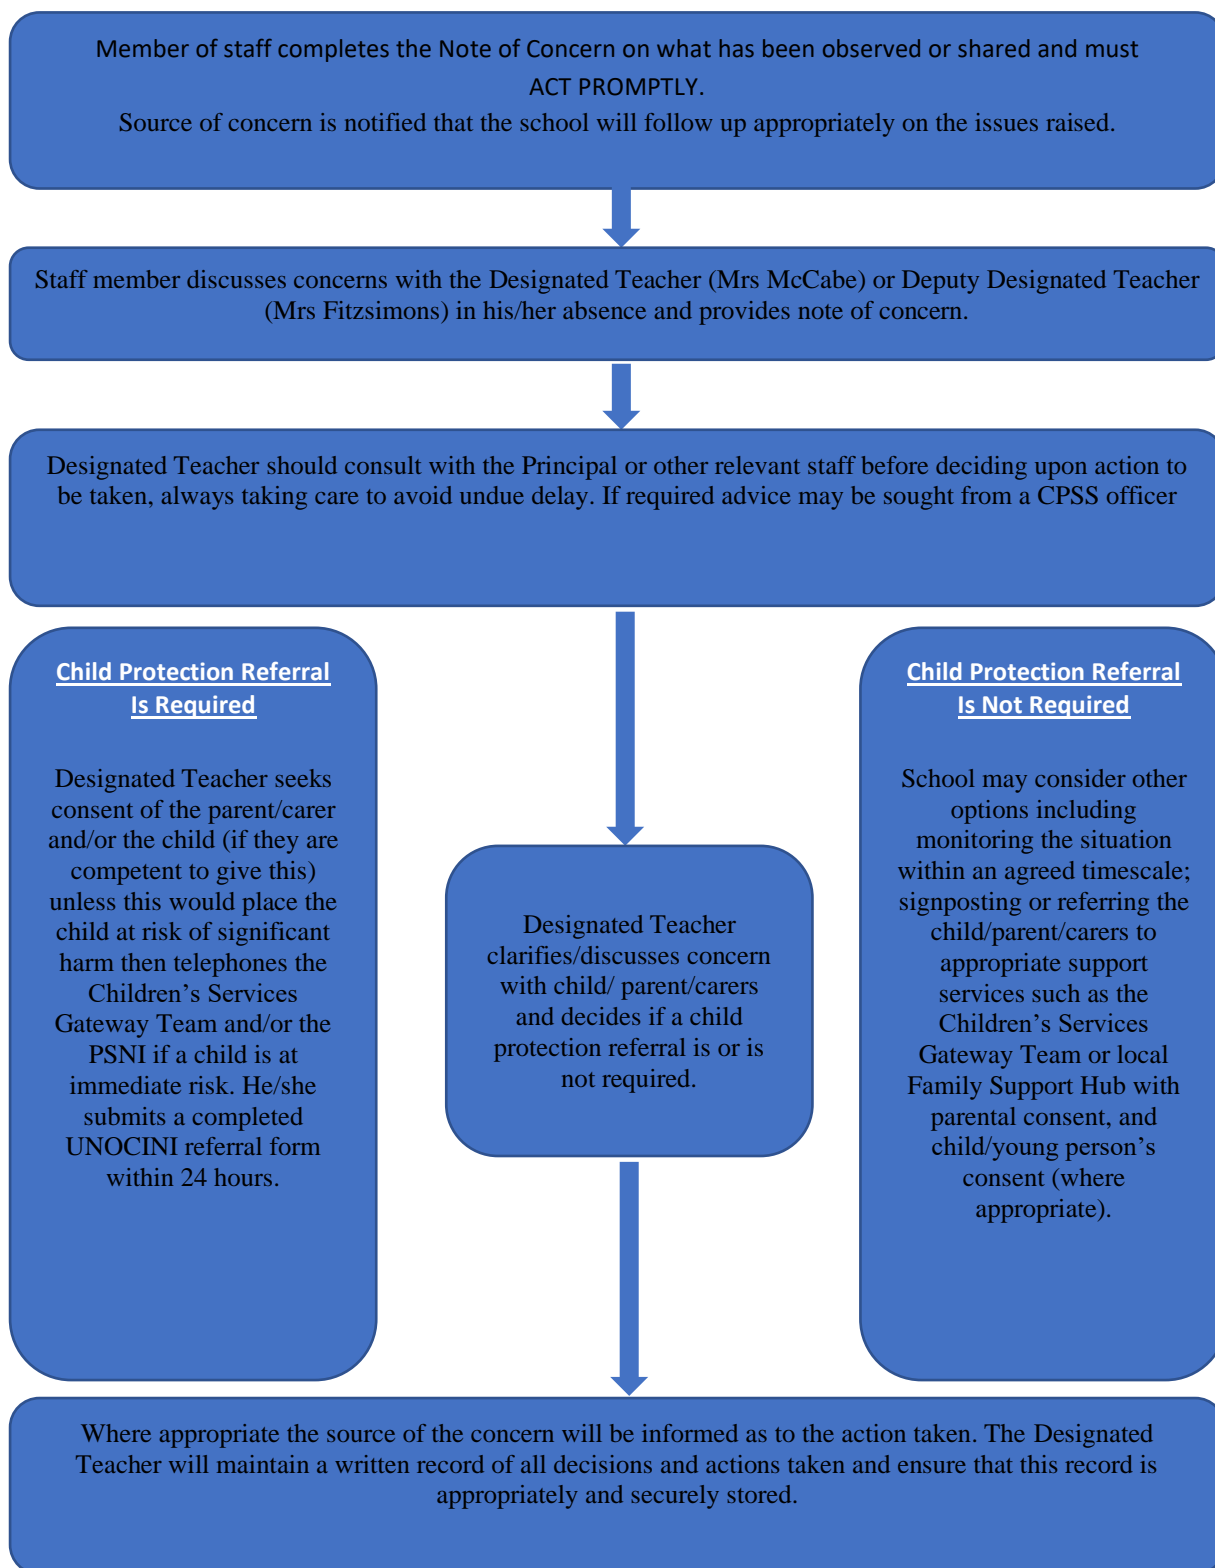 Member of staff completes the Note of Concern on what has been observed or shared and must
ACT PROMPTLY.
Source of concern is notified that the school will follow up appropriately on the issues raised.
Staff member discusses concerns with the Designated Teacher (Mrs McCabe) or Deputy Designated Teacher
(Mrs Fitzsimons) in his/her absence and provides note of concern.
Designated Teacher should consult with the Principal or other relevant staff before deciding upon action to
be taken, always taking care to avoid undue delay. If required advice may be sought from a CPSS officer
Child Protection Referral
Is Required
Designated Teacher seeks
consent of the parent/carer
and/or the child (if they are
competent to give this)
unless this would place the
child at risk of significant
harm then telephones the
Children’s Services
Gateway Team and/or the
PSNI if a child is at
immediate risk. He/she
submits a completed
UNOCINI referral form
within 24 hours.
Designated Teacher
clarifies/discusses concern
with child/ parent/carers
and decides if a child
protection referral is or is
not required.
Child Protection Referral
Is Not Required
School may consider other
options including
monitoring the situation
within an agreed timescale;
signposting or referring the
child/parent/carers to
appropriate support
services such as the
Children’s Services
Gateway Team or local
Family Support Hub with
parental consent, and
child/young person’s
consent (where
appropriate).
Where appropriate the source of the concern will be informed as to the action taken. The Designated
Teacher will maintain a written record of all decisions and actions taken and ensure that this record is
appropriately and securely stored.